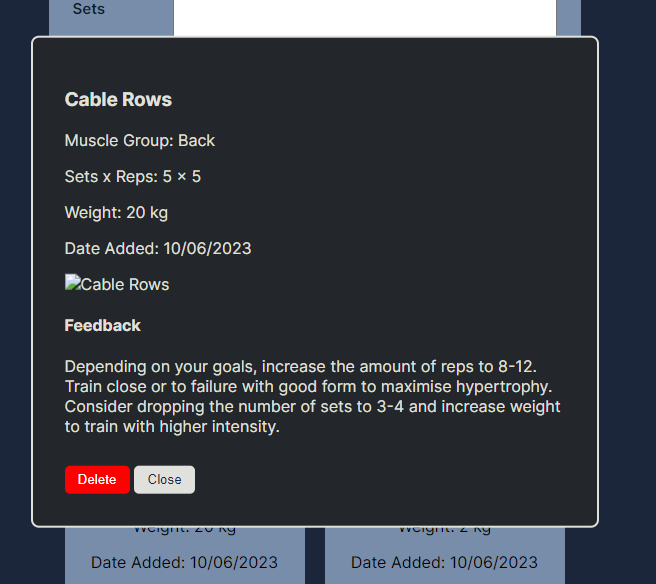 Sets
Cable Rows
Muscle Group: Back
Sets x Reps: 5 × 5
Weight: 20 kg
Date Added: 10/06/2023
Cable Rows
Feedback
Depending on your goals, increase the amount of reps to 8-12.
Train close or to failure with good form to maximise hypertrophy.
Consider dropping the number of sets to 3-4 and increase weight
to train with higher intensity.
Delete Close
Weight: 20 kg Weight: 2 kg
Date Added: 10/06/2023 Date Added: 10/06/2023